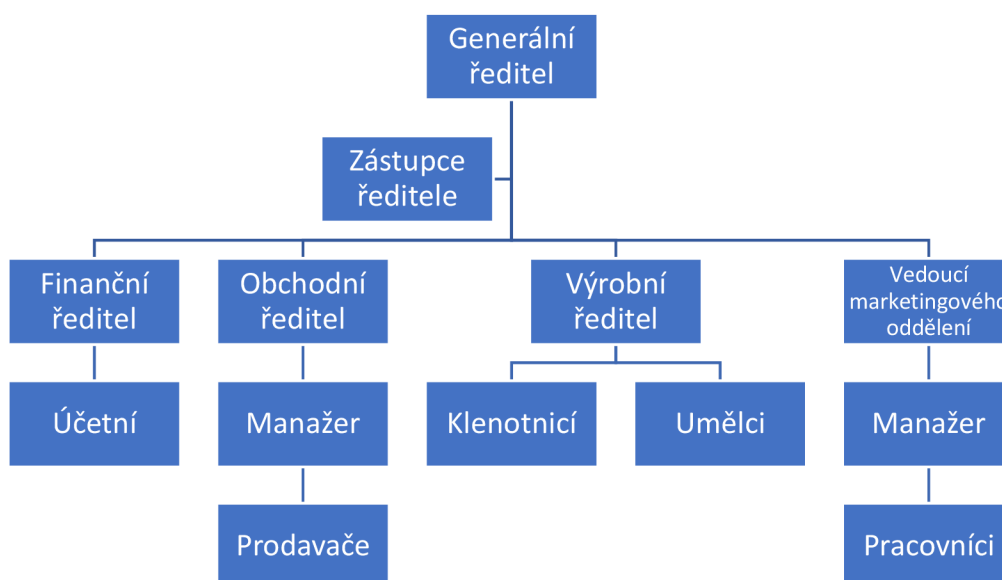 Generální
ředitel
Zástupce
ředitele
Finanční
ředitel
Obchodní
ředitel
Výrobní
ředitel
Vedoucí
marketingového
oddělení
Účetní
Manažer
Klenotnicí
Umělci
Manažer
Prodavače
Pracovníci